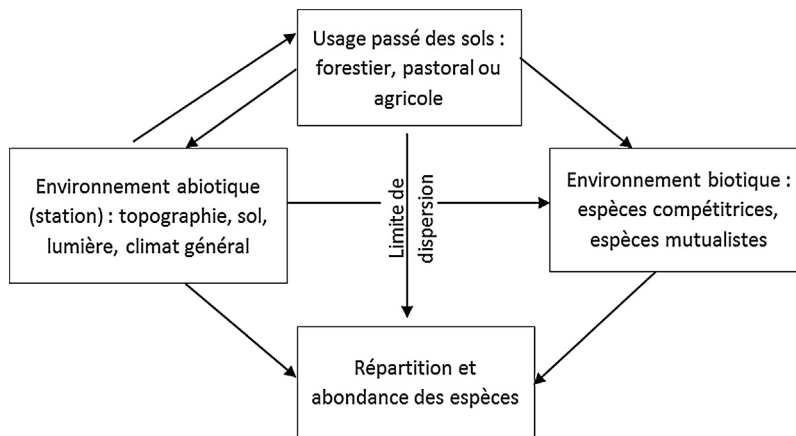 Usage passé des sols :
forestier, pastoral ou
agricole
Environnement abiotique
(station) : topographie, sol,
lumière, climat général
Limite de
dispersion
Environnement biotique :
espèces compétitrices,
espèces mutualistes
Répartition et
abondance des espèces